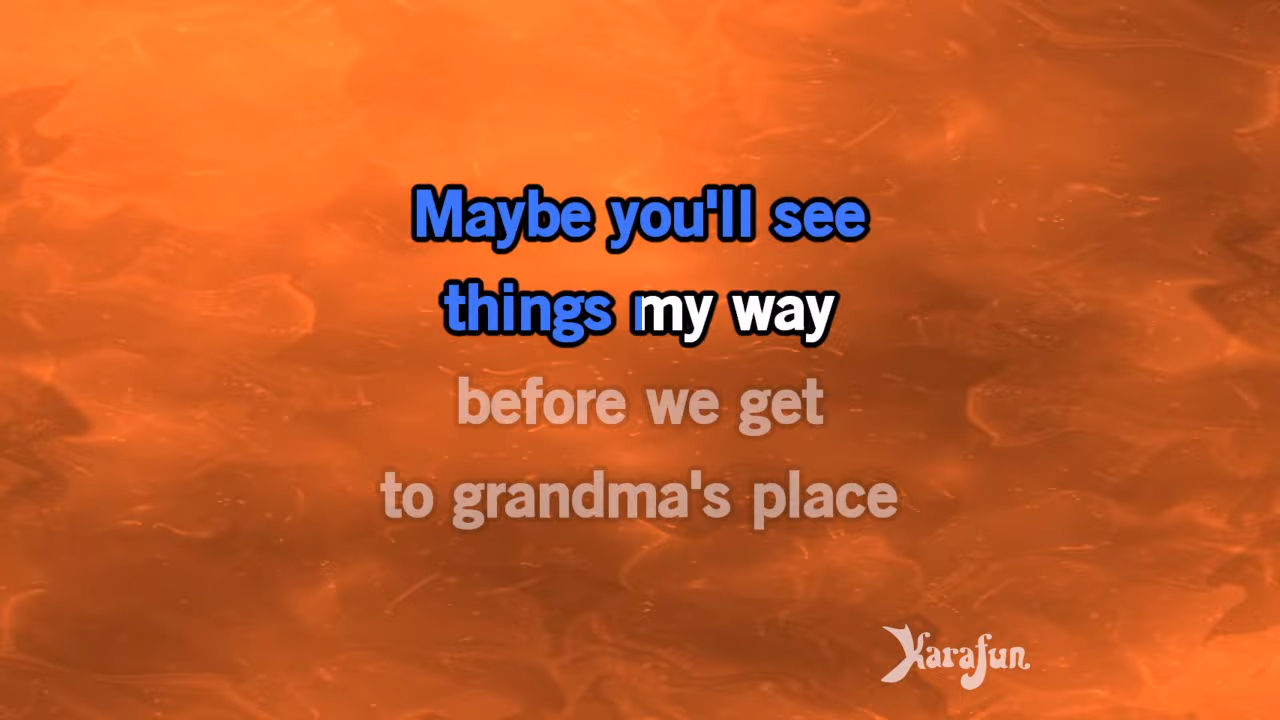 Maybe you'll see
things my way
before we get
to grandma's place
Karafun